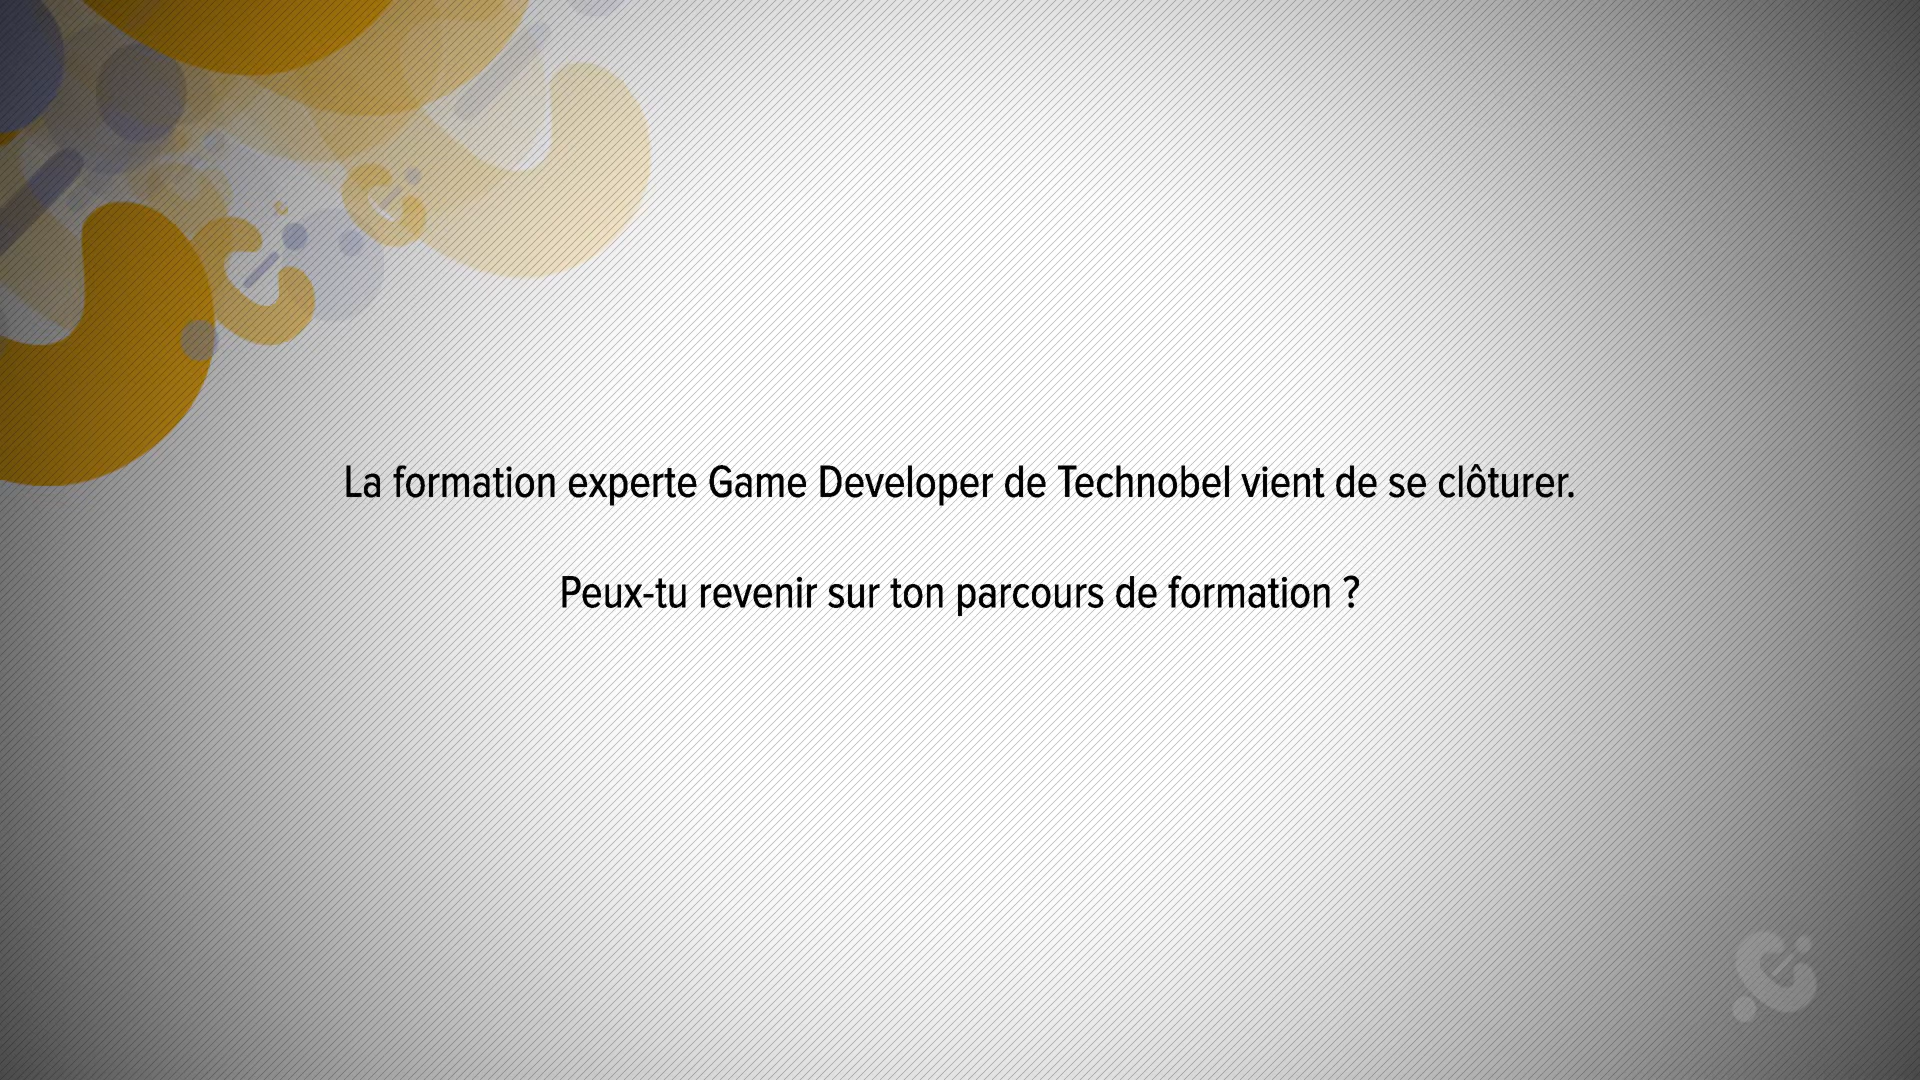 La formation experte Game Developer de Technobel vient de se clôturer.
Peux-tu revenir sur ton parcours de formation ?